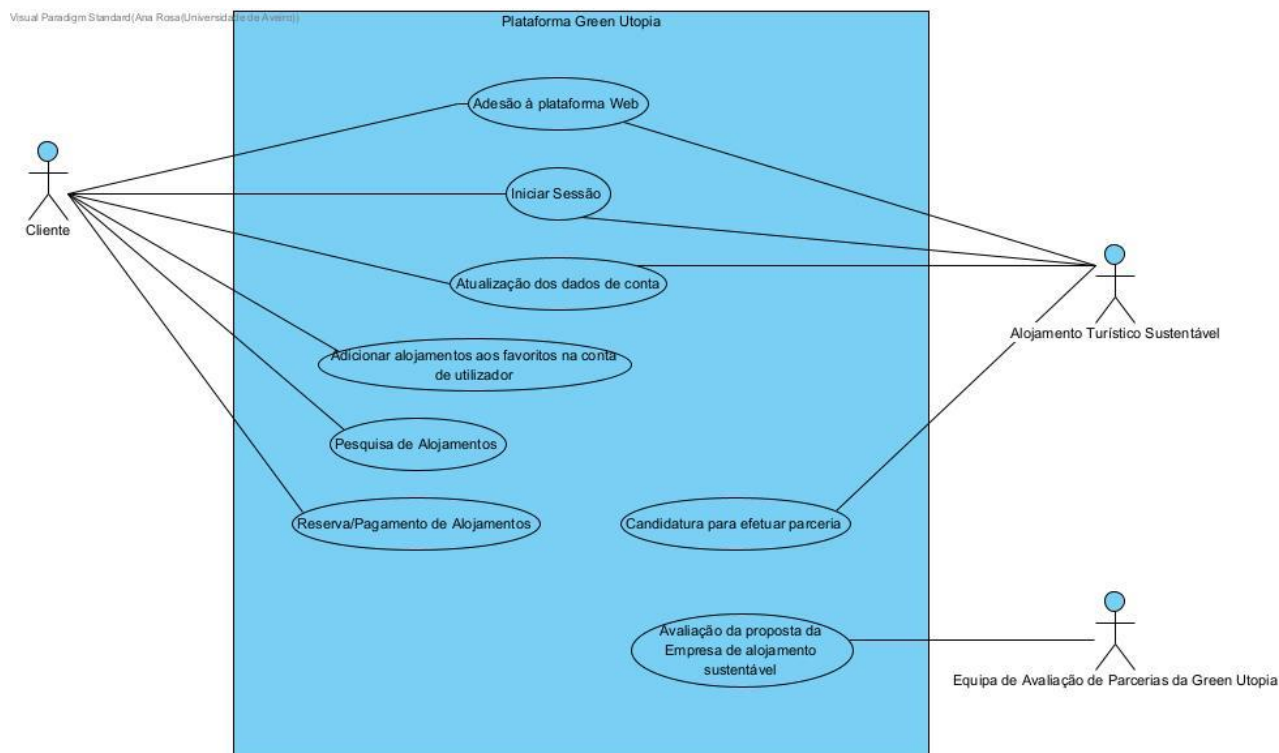 Visual Paradigm Standard(Ana Rosa(Universidade de Aveiro))
Plataforma Green Utopia
Adesão à plataforma Web
Iniciar Sessão
Cliente
Atualização dos dados de conta
Alojamento Turístico Sustentável
Adicionar alojamentos aos favoritos na conta
de utilizador
Pesquisa de Alojamentos
Reserva/Pagamento de Alojamentos
Candidatura para efetuar parceria
Avaliação da proposta da
Empresa de alojamento
sustentável
Equipa de Avaliação de Parcerias da Green Utopia